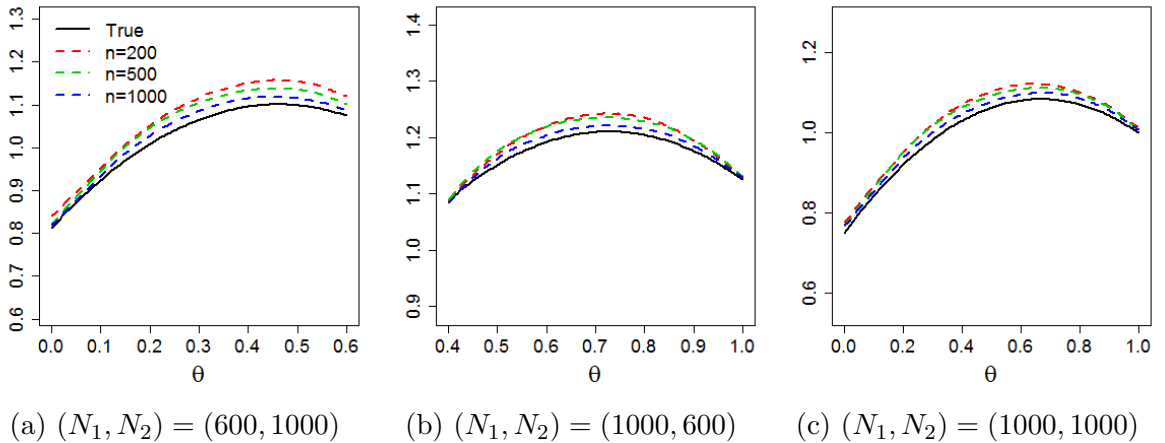 1.3
1.2
1.1
1.0
0.9
0.8
0.7
0.6
True
n=200
n=500
n=1000
0.0 0.1 0.2 0.3 0.4 0.5 0.6
θ
1.4
1.3
1.2
1.1
1.0
0.9
0.4 0.5 0.6 0.7 0.8 0.9 1.0
θ
1.2
1.0
0.8
0.6
0.0 0.2 0.4 0.6 0.8 1.0
θ
(a) (N₁, N₂) = (600, 1000)
(b) (N₁, N₂) = (1000, 600)
(c) (N₁, N₂) = (1000, 1000)